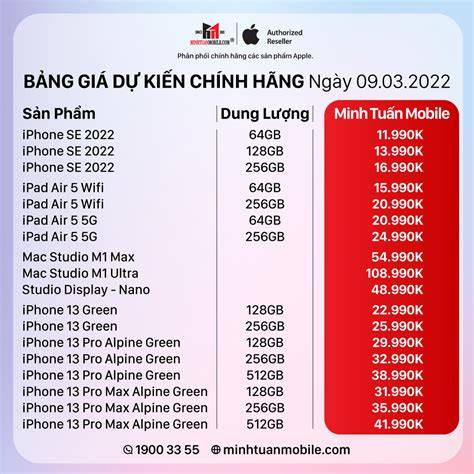 MINHTUANMOBILE.COM
Authorized
Reseller
Phân phối chính hãng các sản phẩm Apple.
BẢNG GIÁ DỰ KIẾN CHÍNH HÃNG Ngày 09.03.2022
Sản Phẩm Dung Lượng Minh Tuấn Mobile
iPhone SE 2022 64GB 11.990K
iPhone SE 2022 128GB 13.990K
iPhone SE 2022 256GB 16.990K
iPad Air 5 Wifi 64GB 15.990K
iPad Air 5 Wifi 256GB 20.990K
iPad Air 5 5G 64GB 20.990K
iPad Air 5 5G 256GB 24.990K
Mac Studio M1 Max 54.990K
Mac Studio M1 Ultra 108.990K
Studio Display - Nano 48.990K
iPhone 13 Green 128GB 22.990K
iPhone 13 Green 256GB 25.990K
iPhone 13 Pro Alpine Green 128GB 29.990K
iPhone 13 Pro Alpine Green 256GB 32.990K
iPhone 13 Pro Alpine Green 512GB 38.990K
iPhone 13 Pro Max Alpine Green 128GB 31.990K
iPhone 13 Pro Max Alpine Green 256GB 35.990K
iPhone 13 Pro Max Alpine Green 512GB 41.990K
1900 33 55 minhtuanmobile.com